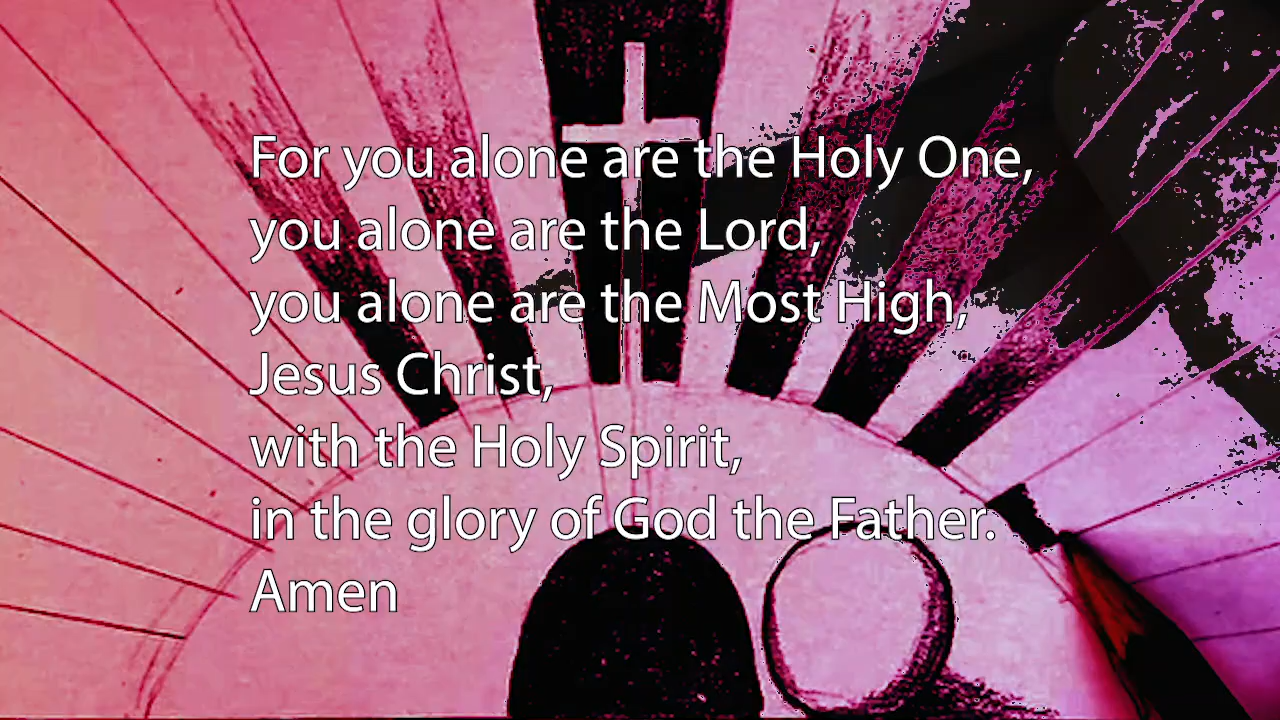 For you alone are the Holy One,
you alone are the Lord,
you alone are the Most High,
Jesus Christ,
with the Holy Spirit,
in the glory of God the Father.
Amen